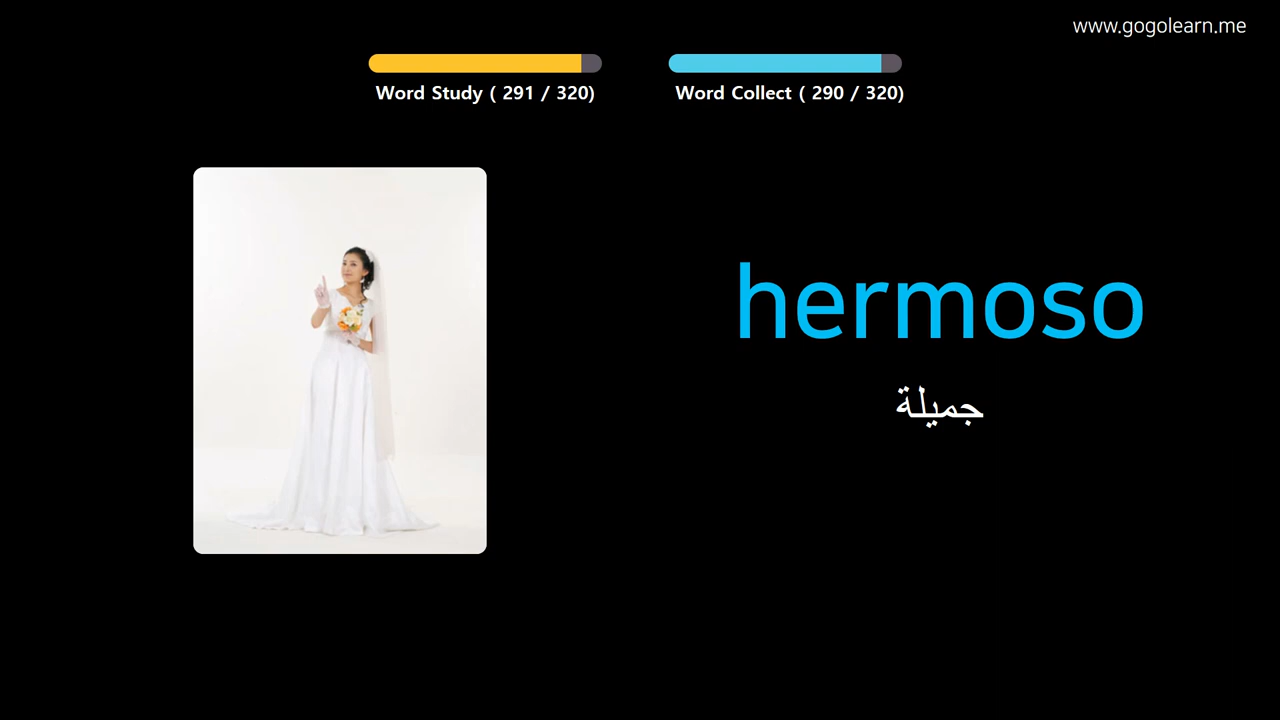 www.gogolearn.me
Word Study ( 291 / 320)
Word Collect ( 290 / 320)
hermoso
جميلة